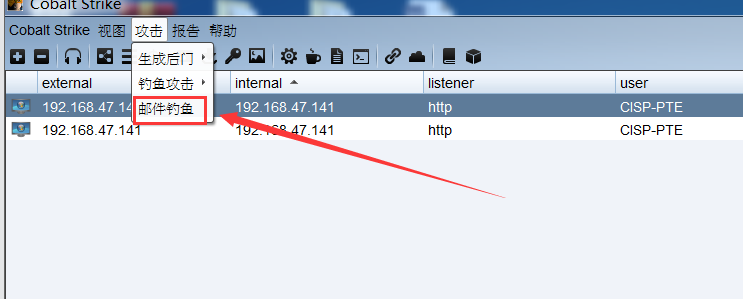 Cobalt Strike
Cobalt Strike 视图 攻击 报告 帮助
生成后门
钓鱼攻击
邮件钓鱼
external internal listener user
192.168.47.141 192.168.47.141 http CISP-PTE
192.168.47.141 192.168.47.141 http CISP-PTE